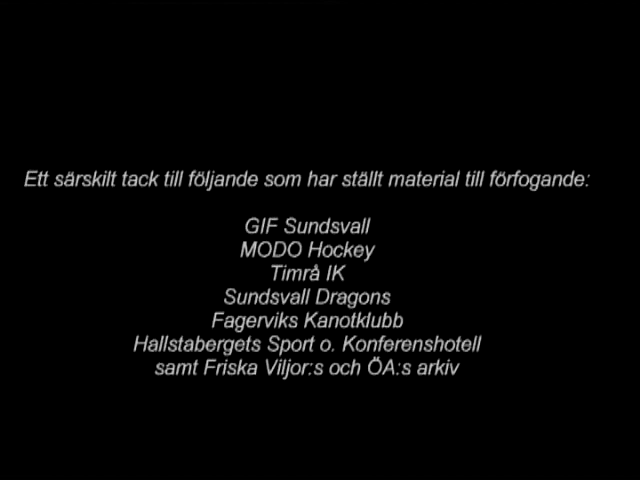 Ett särskilt tack till följande som har ställt material till förfogande:
GIF Sundsvall
MODO Hockey
Timrå IK
Sundsvall Dragons
Fagerviks Kanotklubb
Hallstabergets Sport o. Konferenshotell
samt Friska Viljor:s och ÖA:s arkiv